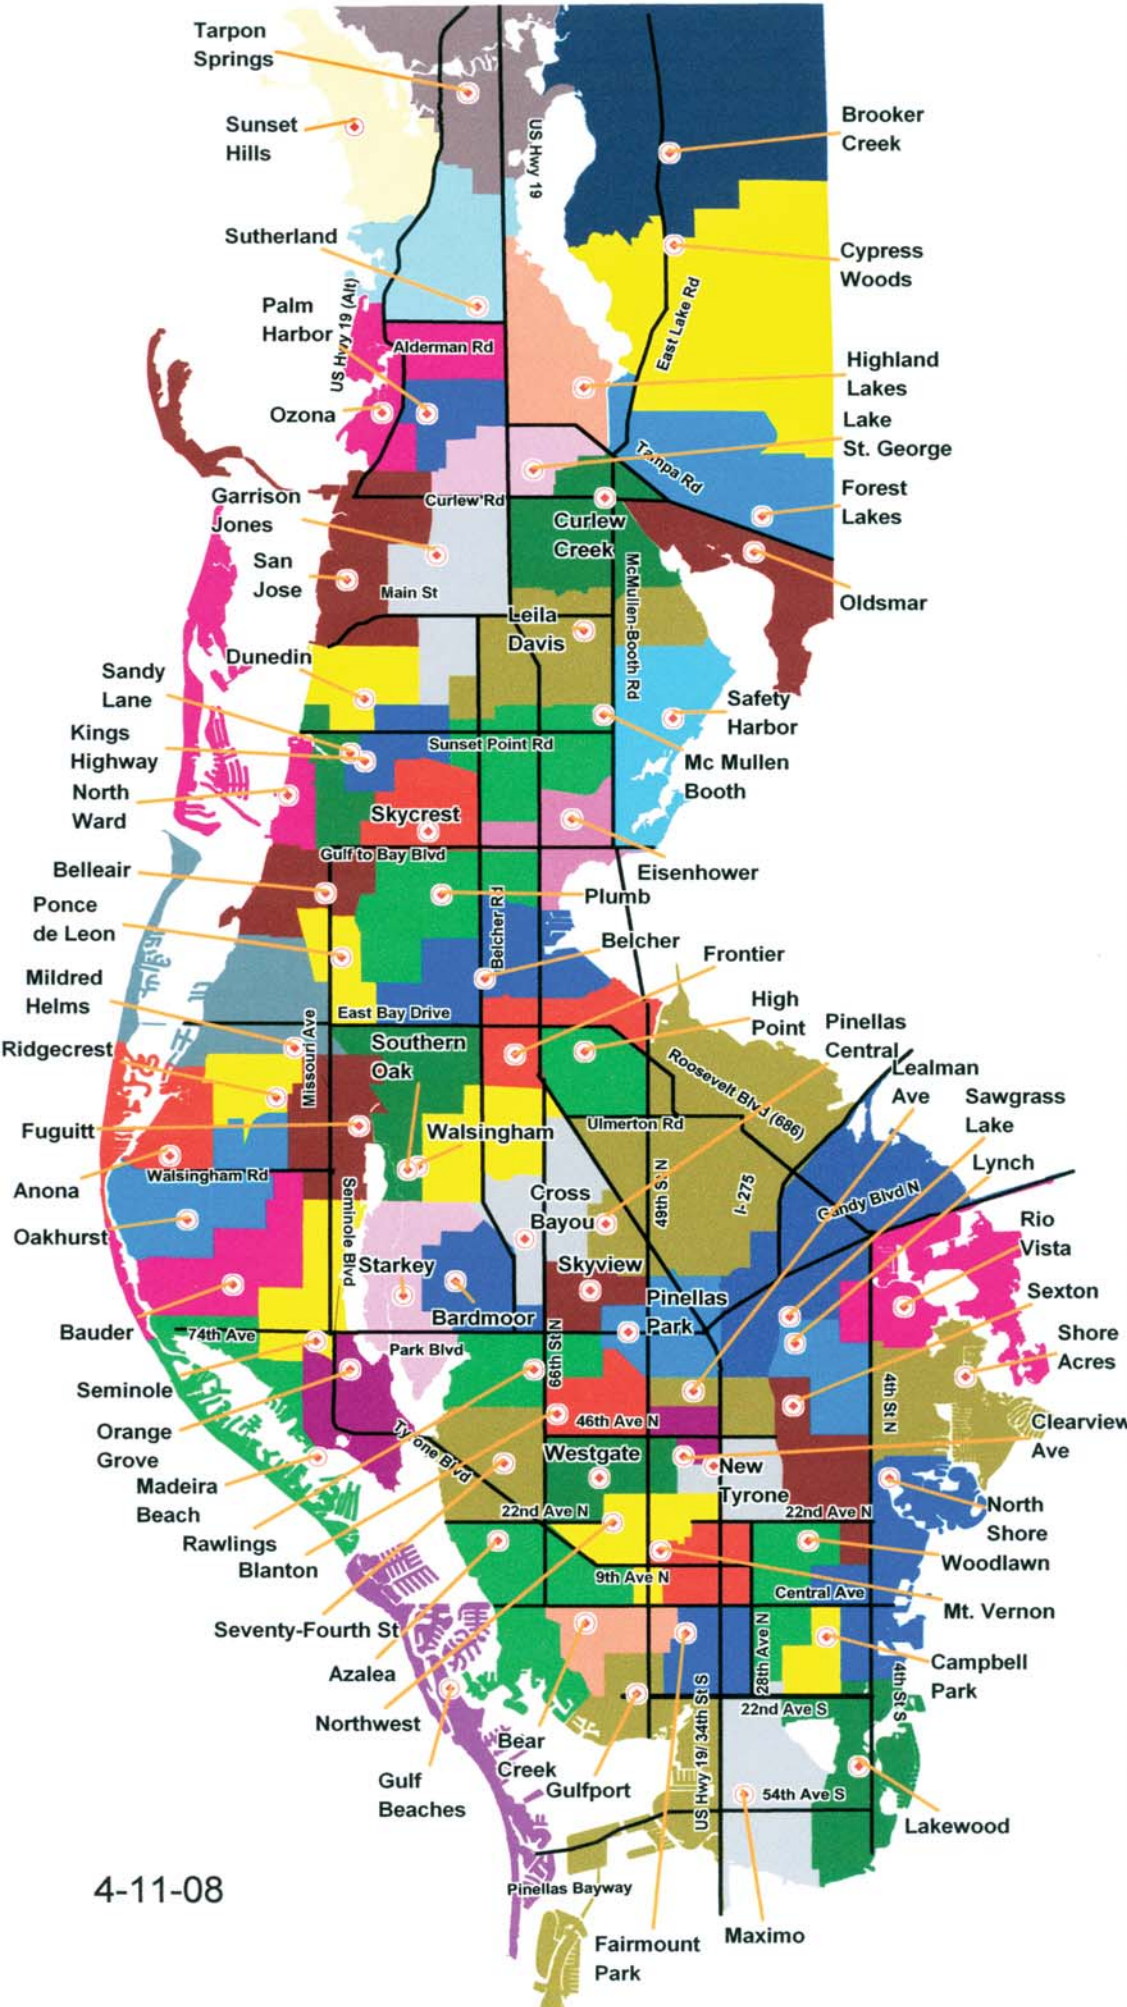 Tarpon
Springs
Sunset
Hills
US Hwy 19
Brooker
Creek
Sutherland
Cypress
Woods
Palm
Harbor
US Hwy 19 (Alt)
East Lake Rd
Alderman Rd
Highland
Lakes
Ozona
Lake
St. George
Tampa Rd
Garrison
Jones
Curlew Rd
Forest
Lakes
Curlew
Creek
San
Jose
Main St
McMullen-Booth Rd
Oldsmar
Leila
Davis
Dunedin
Sandy
Lane
Safety
Harbor
Kings
Highway
Sunset Point Rd
Mc Mullen
Booth
North
Ward
Skycrest
Gulf to Bay Blvd
Eisenhower
Belleair
Plumb
Ponce
de Leon
Belcher Rd
Belcher
Frontier
Mildred
Helms
High
Point
East Bay Drive
Missouri Ave
Southern
Oak
Pinellas
Central
Ridgecrest
Roosevelt Blvd (686)
Lealman
Ave
Sawgrass
Lake
Fuguitt
Walsingham
Ulmerton Rd
Lynch
Anona
Walsingham Rd
Cross
Bayou
49th St N
I-275
Gandy Blvd N
Oakhurst
Seminole Blvd
Starkey
Skyview
Rio
Vista
Bardmoor
Pinellas
Park
Sexton
Bauder
74th Ave
Park Blvd
66th St N
Shore
Acres
Seminole
4th St N
Orange
Grove
Tyrone Blvd
46th Ave N
Clearview
Ave
Madeira
Beach
Westgate
New
Tyrone
Rawlings
22nd Ave N
22nd Ave N
North
Shore
Blanton
Woodlawn
9th Ave N
Central Ave
Mt. Vernon
Seventy-Fourth St
28th Ave N
Azalea
Campbell
Park
Northwest
22nd Ave S
4th St S
US Hwy 19/ 34th St S
Bear
Creek
Gulf
Beaches
Gulfport
54th Ave S
Lakewood
4-11-08
Pinellas Bayway
Fairmount
Park
Maximo